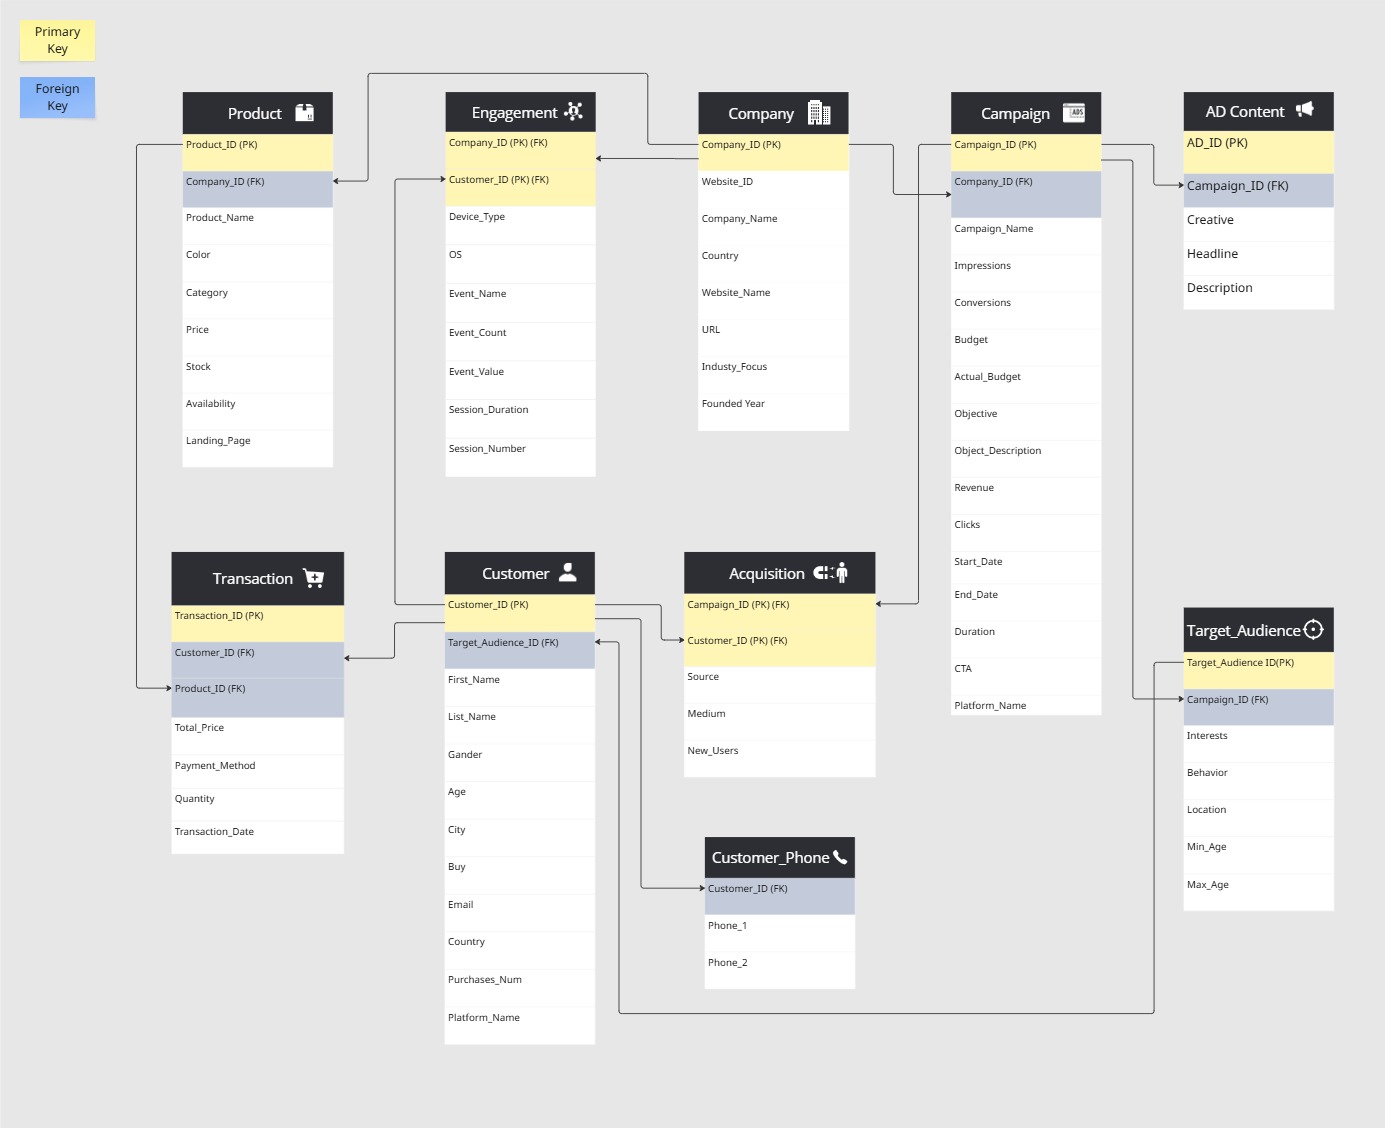 Primary
Key
Foreign
Key
Product
Product_ID (PK)
Company_ID (FK)
Product_Name
Color
Category
Price
Stock
Availability
Landing_Page
Engagement
Company_ID (PK) (FK)
Customer_ID (PK) (FK)
Device_Type
OS
Event_Name
Event_Count
Event_Value
Session_Duration
Session_Number
Company
Company_ID (PK)
Website_ID
Company_Name
Country
Website_Name
URL
Industy_Focus
Founded Year
Campaign
ADS
Campaign_ID (PK)
Company_ID (FK)
Campaign_Name
Impressions
Conversions
Budget
Actual_Budget
Objective
Object_Description
Revenue
Clicks
Start_Date
End_Date
Duration
CTA
Platform_Name
AD Content
AD_ID (PK)
Campaign_ID (FK)
Creative
Headline
Description
Transaction
Transaction_ID (PK)
Customer_ID (FK)
Product_ID (FK)
Total_Price
Payment_Method
Quantity
Transaction_Date
Customer
Customer_ID (PK)
Target_Audience_ID (FK)
First_Name
List_Name
Gander
Age
City
Buy
Email
Country
Purchases_Num
Platform_Name
Acquisition
Campaign_ID (PK) (FK)
Customer_ID (PK) (FK)
Source
Medium
New_Users
Customer_Phone
Customer_ID (FK)
Phone_1
Phone_2
Target_Audience
Target_Audience ID(PK)
Campaign_ID (FK)
Interests
Behavior
Location
Min_Age
Max_Age